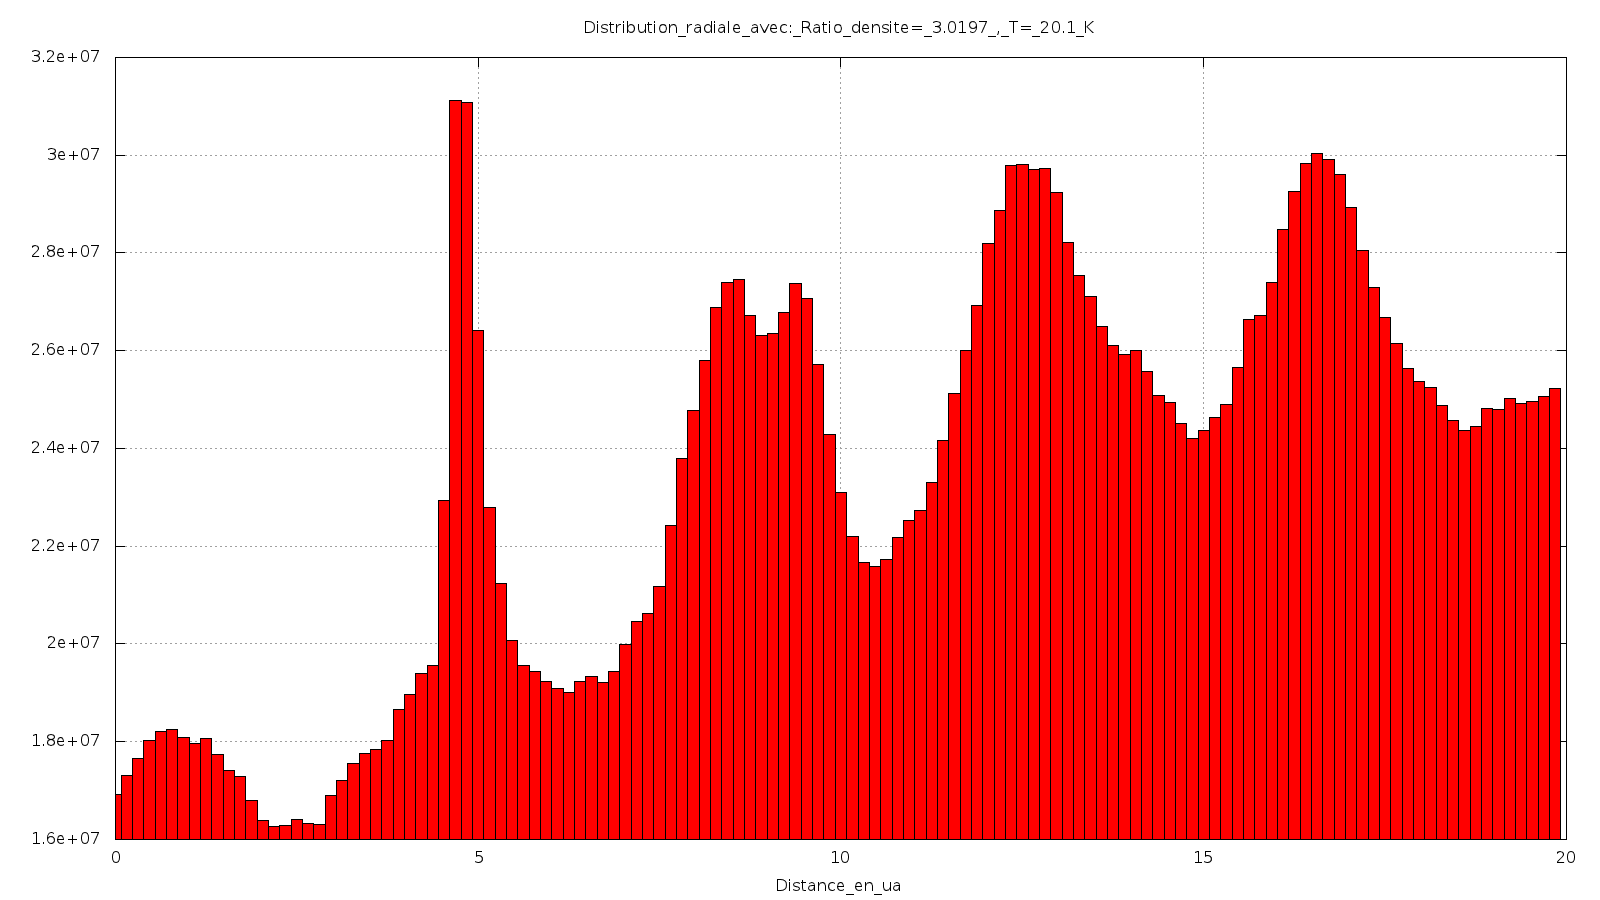 Distribution_radiale_avec:_Ratio_densite=_3.0197_,_T=_20.1_K
3.2e+07
3e+07
2.8e+07
2.6e+07
2.4e+07
2.2e+07
2e+07
1.8e+07
1.6e+07
0 5 10 15 20
Distance_en_ua